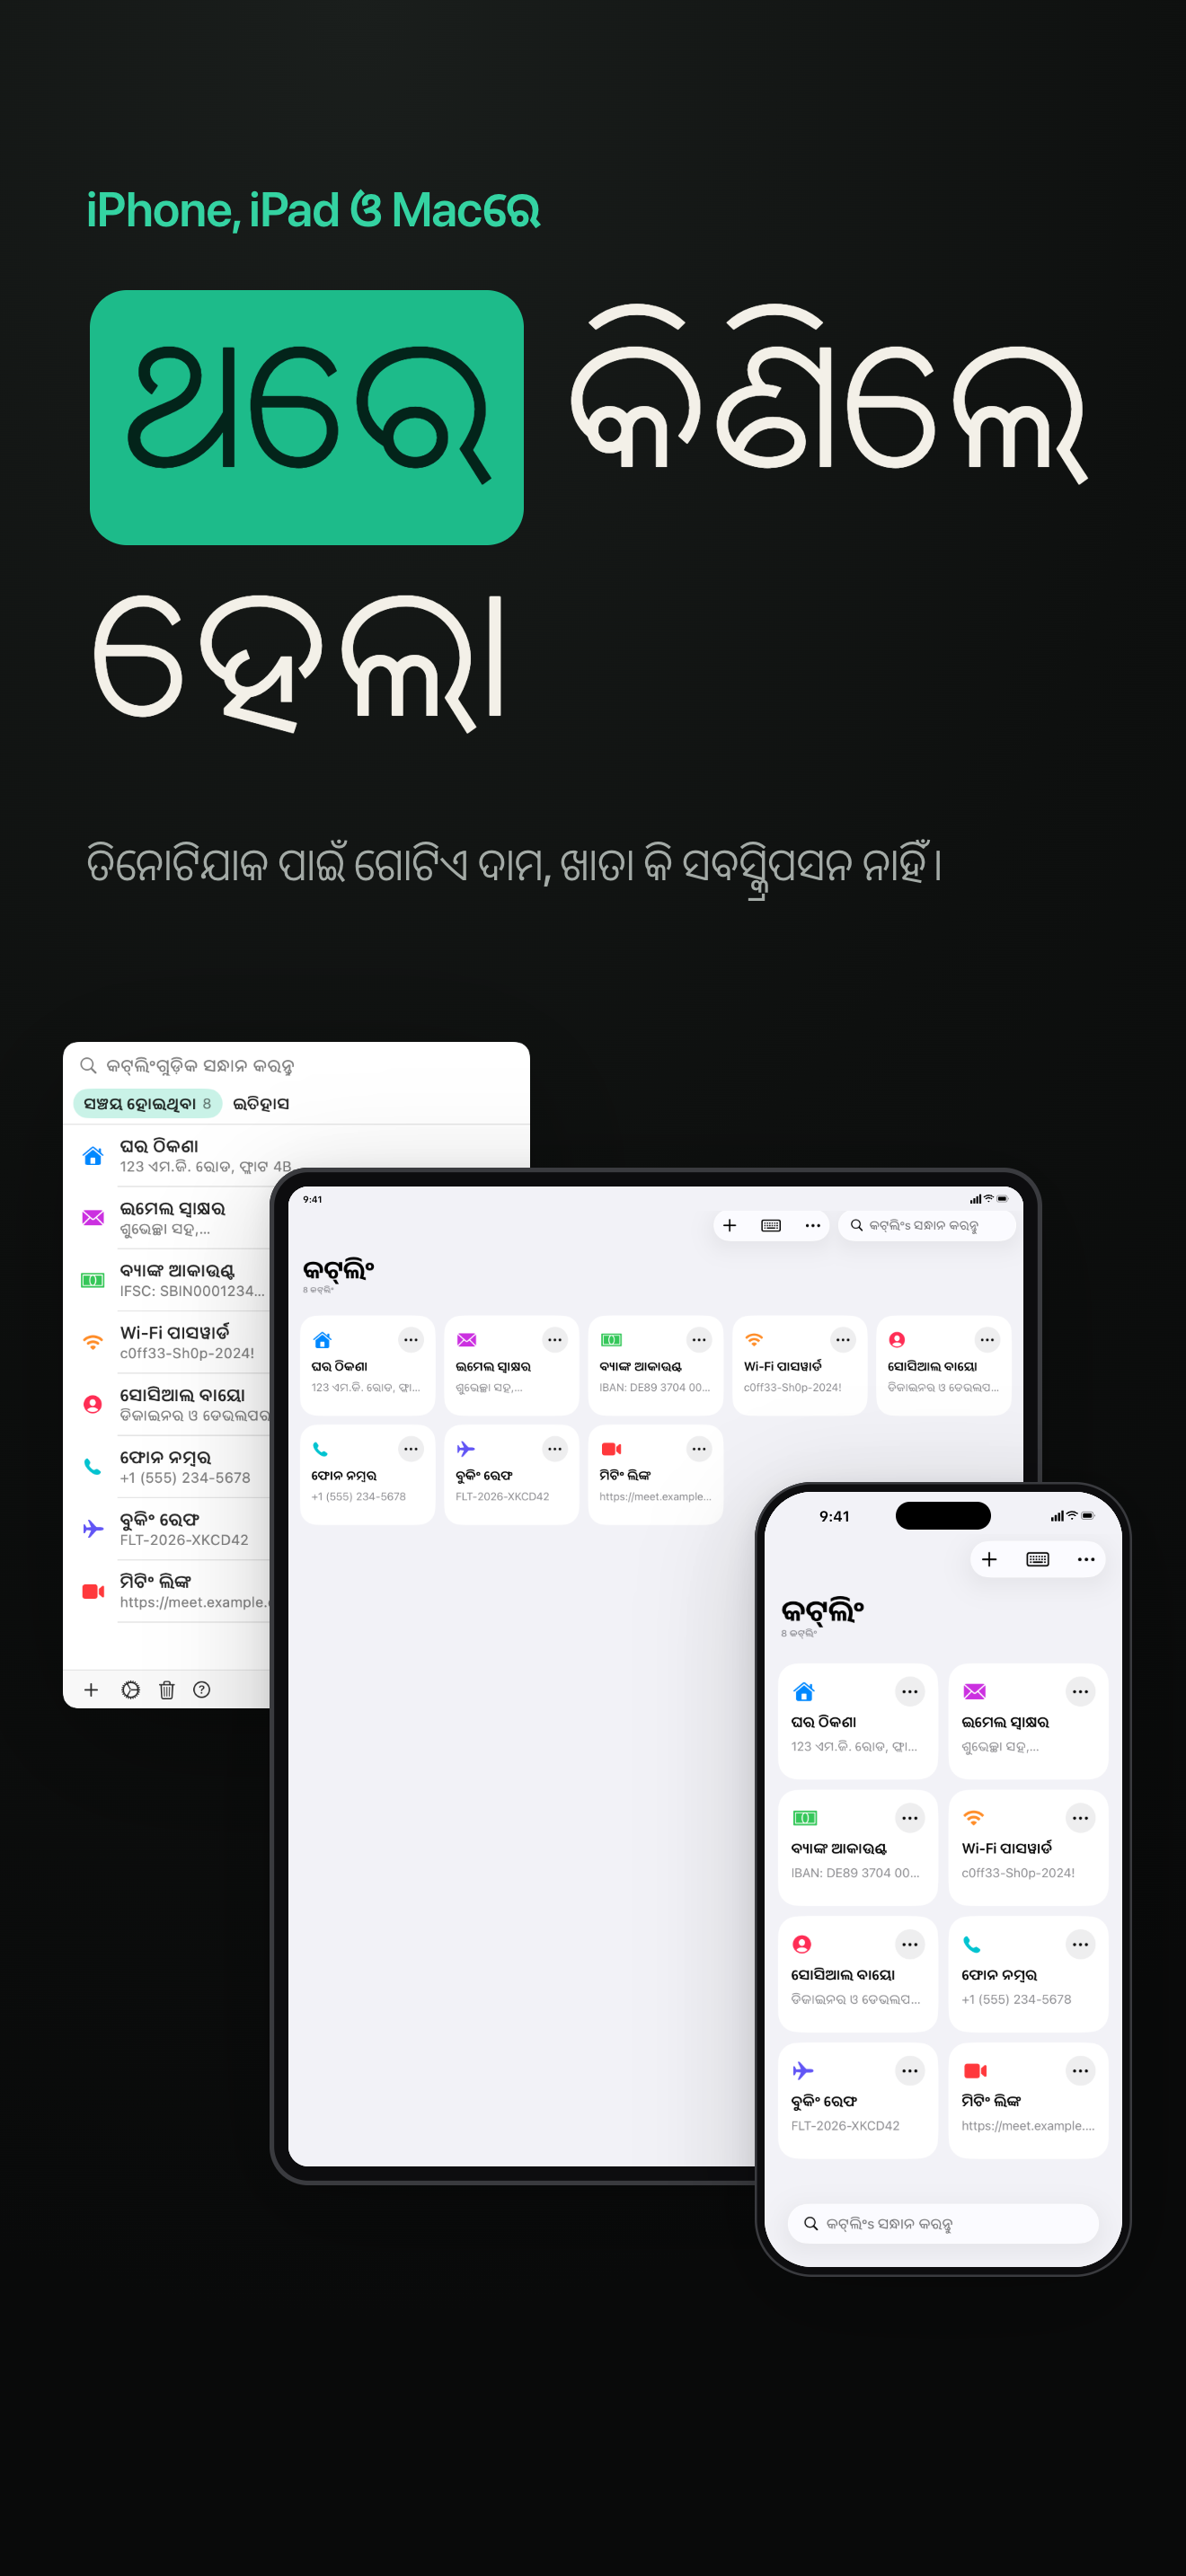 iPhone, iPad ଓ Macରେ
ଥରେ କିଣିଲେ
ହେଲା
ତିନୋଟିଯାକ ପାଇଁ ଗୋଟିଏ ଦାମ, ଖାତା କି ସବସ୍କ୍ରିପସନ ନାହିଁ।
କଟ୍‌ଲିଂଗୁଡ଼ିକ ସନ୍ଧାନ କରନ୍ତୁ
ସଞ୍ଚୟ ହୋଇଥିବା 8 ଇତିହାସ
ଘର ଠିକଣା
123 ଏମ.ଜି. ରୋଡ, ଫ୍ଲାଟ 4B
ଇମେଲ ସ୍ୱାକ୍ଷର
ଶୁଭେଚ୍ଛା ସହ,...
ବ୍ୟାଙ୍କ ଆକାଉଣ୍ଟ
IFSC: SBIN0001234...
Wi-Fi ପାସୱାର୍ଡ
c0ff33-Sh0p-2024!
ସୋସିଆଲ ବାୟୋ
ଡିଜାଇନର ଓ ଡେଭଲପର
ଫୋନ ନମ୍ବର
+1 (555) 234-5678
ବୁକିଂ ରେଫ
FLT-2026-XKCD42
ମିଟିଂ ଲିଙ୍କ
https://meet.example.
9:41
କଟ୍‌ଲିଂs ସନ୍ଧାନ କରନ୍ତୁ
କଟ୍‌ଲିଂ
8 କଟ୍‌ଲିଂ
ଘର ଠିକଣା
123 ଏମ.ଜି. ରୋଡ, ଫ୍ଲା...
ଇମେଲ ସ୍ୱାକ୍ଷର
ଶୁଭେଚ୍ଛା ସହ,...
ବ୍ୟାଙ୍କ ଆକାଉଣ୍ଟ
IBAN: DE89 3704 00...
Wi-Fi ପାସୱାର୍ଡ
c0ff33-Sh0p-2024!
ସୋସିଆଲ ବାୟୋ
ଡିଜାଇନର ଓ ଡେଭଲପ...
ଫୋନ ନମ୍ବର
+1 (555) 234-5678
ବୁକିଂ ରେଫ
FLT-2026-XKCD42
ମିଟିଂ ଲିଙ୍କ
https://meet.example...
9:41
କଟ୍‌ଲିଂ
8 କଟ୍‌ଲିଂ
ଘର ଠିକଣା
123 ଏମ.ଜି. ରୋଡ, ଫ୍ଲା...
ଇମେଲ ସ୍ୱାକ୍ଷର
ଶୁଭେଚ୍ଛା ସହ,...
ବ୍ୟାଙ୍କ ଆକାଉଣ୍ଟ
IBAN: DE89 3704 00...
Wi-Fi ପାସୱାର୍ଡ
c0ff33-Sh0p-2024!
ସୋସିଆଲ ବାୟୋ
ଡିଜାଇନର ଓ ଡେଭଲପ...
ଫୋନ ନମ୍ବର
+1 (555) 234-5678
ବୁକିଂ ରେଫ
FLT-2026-XKCD42
ମିଟିଂ ଲିଙ୍କ
https://meet.example....
କଟ୍‌ଲିଂs ସନ୍ଧାନ କରନ୍ତୁ